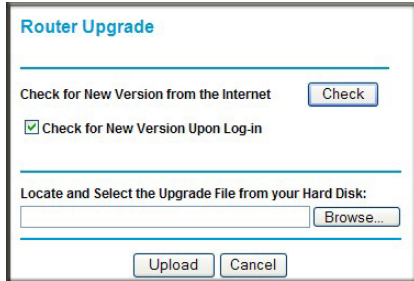 Router Upgrade
Check for New Version from the Internet Check
Check for New Version Upon Log-in
Locate and Select the Upgrade File from your Hard Disk:
Browse...
Upload Cancel